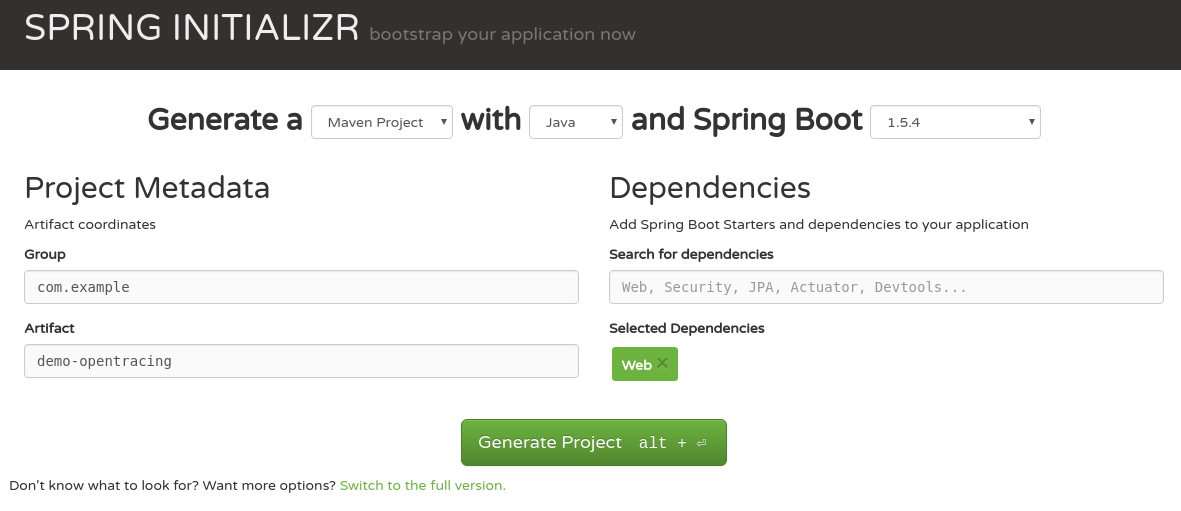 SPRING INITIALIZR bootstrap your application now
Generate a Maven Project with Java and Spring Boot 1.5.4
Project Metadata
Artifact coordinates
Group
com.example
Artifact
demo-opentracing
Dependencies
Add Spring Boot Starters and dependencies to your application
Search for dependencies
Web, Security, JPA, Actuator, Devtools...
Selected Dependencies
Web ×
Generate Project alt + ⏎
Don't know what to look for? Want more options? Switch to the full version.